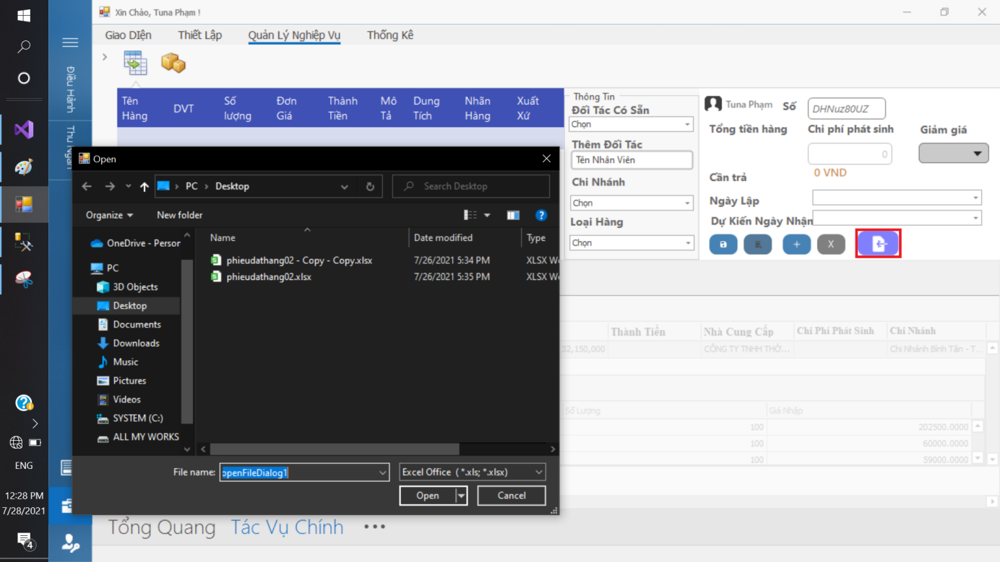 Xin Chào, Tuna Phạm !
Giao DIện Thiết Lập Quản Lý Nghiệp Vụ Thống Kê
Điều Hành
Thu Ngân
Tên Hàng DVT Số lượng Đơn Giá Thành Tiền Mô Tả Dung Tích Nhãn Hàng Xuất Xứ
Thông Tin
Đối Tác Có Sẵn
Chọn
Thêm Đối Tác
Tên Nhân Viên
Chi Nhánh
Chọn
Loại Hàng
Chọn
Tuna Phạm Số DHNuz80UZ
Tổng tiền hàng Chi phí phát sinh Giảm giá
0
Cần trả 0 VND
Ngày Lập
Dự Kiến Ngày Nhận
X
Open
PC Desktop Search Desktop
Organize New folder
Name Date modified Type
OneDrive - Person
PC
3D Objects
Desktop
Documents
Downloads
Music
Pictures
Videos
SYSTEM (C:)
ALL MY WORKS
phieudathang02 - Copy - Copy.xlsx 7/26/2021 5:34 PM XLSX Wo
phieudathang02.xlsx 7/26/2021 5:35 PM XLSX Wo
File name: openFileDialog1 Excel Office ( *.xls; *.xlsx)
Open Cancel
Thành Tiền Nhà Cung Cấp Chi Phí Phát Sinh Chi Nhánh
32,150,000 CÔNG TY TNHH THỜ... Chi Nhánh Bình Tân - T...
Số Lượng Giá Nhập
100 202500.0000
100 60000.0000
100 59000.0000
Tổng Quang Tác Vụ Chính •••
ENG
12:28 PM
7/28/2021
4